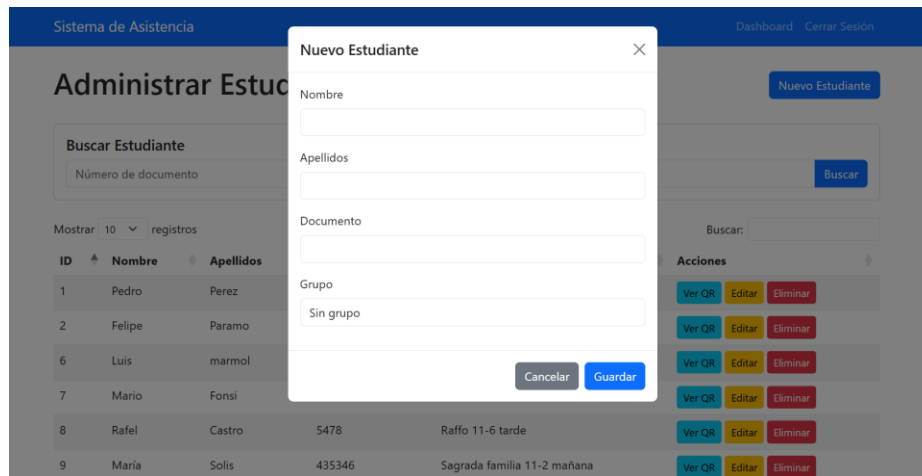 Sistema de Asistencia
Dashboard Cerrar Sesión
Nuevo Estudiante
Administrar Estud
Nuevo Estudiante
Nombre
Buscar Estudiante
Apellidos
Número de documento
Buscar
Documento
Mostrar 10 registros
Buscar:
ID Nombre Apellidos
Acciones
Grupo
Sin grupo
1 Pedro Perez Ver QR Editar Eliminar
2 Felipe Paramo Ver QR Editar Eliminar
6 Luis marmol Ver QR Editar Eliminar
Cancelar Guardar
7 Mario Fonsi Ver QR Editar Eliminar
8 Rafel Castro 5478 Raffo 11-6 tarde Ver QR Editar Eliminar
9 María Solis 435346 Sagrada familia 11-2 mañana Ver QR Editar Eliminar